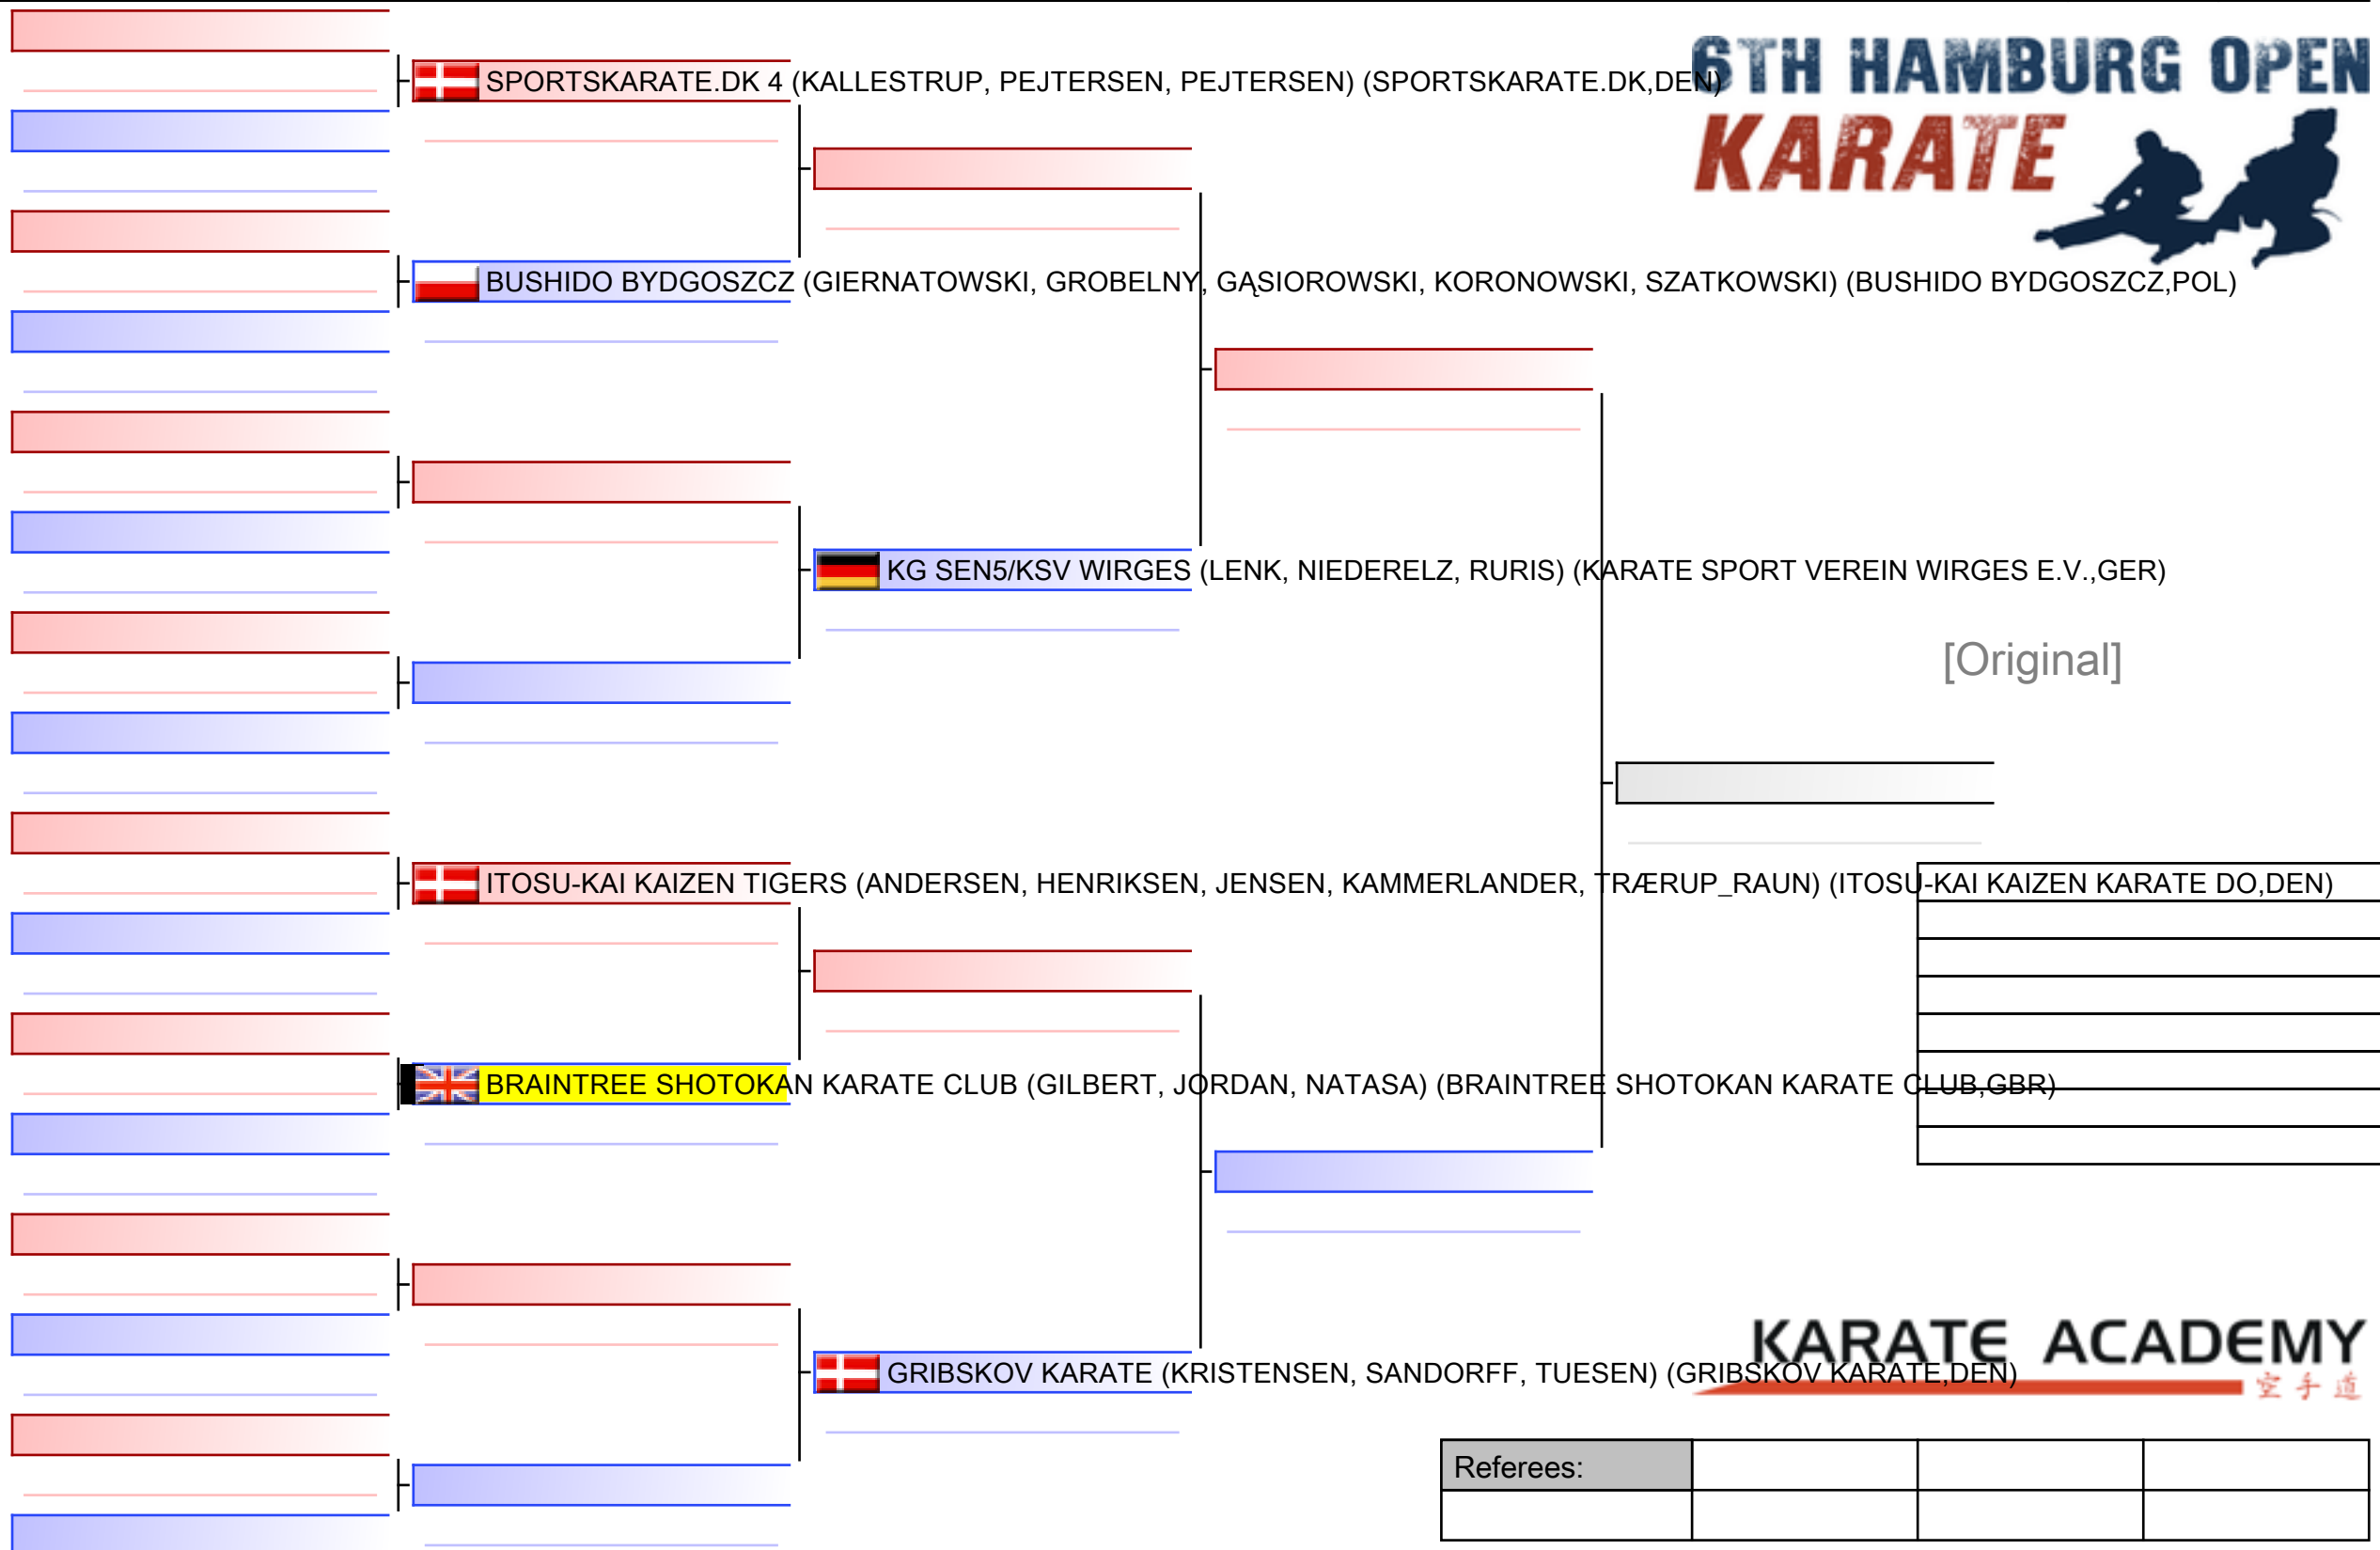 6TH HAMBURG OPEN
SPORTSKARATE.DK 4 (KALLESTRUP, PEJTERSEN, PEJTERSEN) (SPORTSKARATE.DK,DEN)
KARATE
BUSHIDO BYDGOSZCZ (GIERNATOWSKI, GROBELNY, GĄSIOROWSKI, KORONOWSKI, SZATKOWSKI) (BUSHIDO BYDGOSZCZ,POL)
KG SEN5/KSV WIRGES (LENK, NIEDERELZ, RURIS) (KARATE SPORT VEREIN WIRGES E.V.,GER)
[Original]
ITOSU-KAI KAIZEN TIGERS (ANDERSEN, HENRIKSEN, JENSEN, KAMMERLANDER, TRÆRUP_RAUN) (ITOSU-KAI KAIZEN KARATE DO,DEN)
BRAINTREE SHOTOKAN KARATE CLUB (GILBERT, JORDAN, NATASA) (BRAINTREE SHOTOKAN KARATE CLUB,GBR)
KARATE ACADEMY
GRIBSKOV KARATE (KRISTENSEN, SANDORFF, TUESEN) (GRIBSKOV KARATE,DEN)
空手道
Referees: